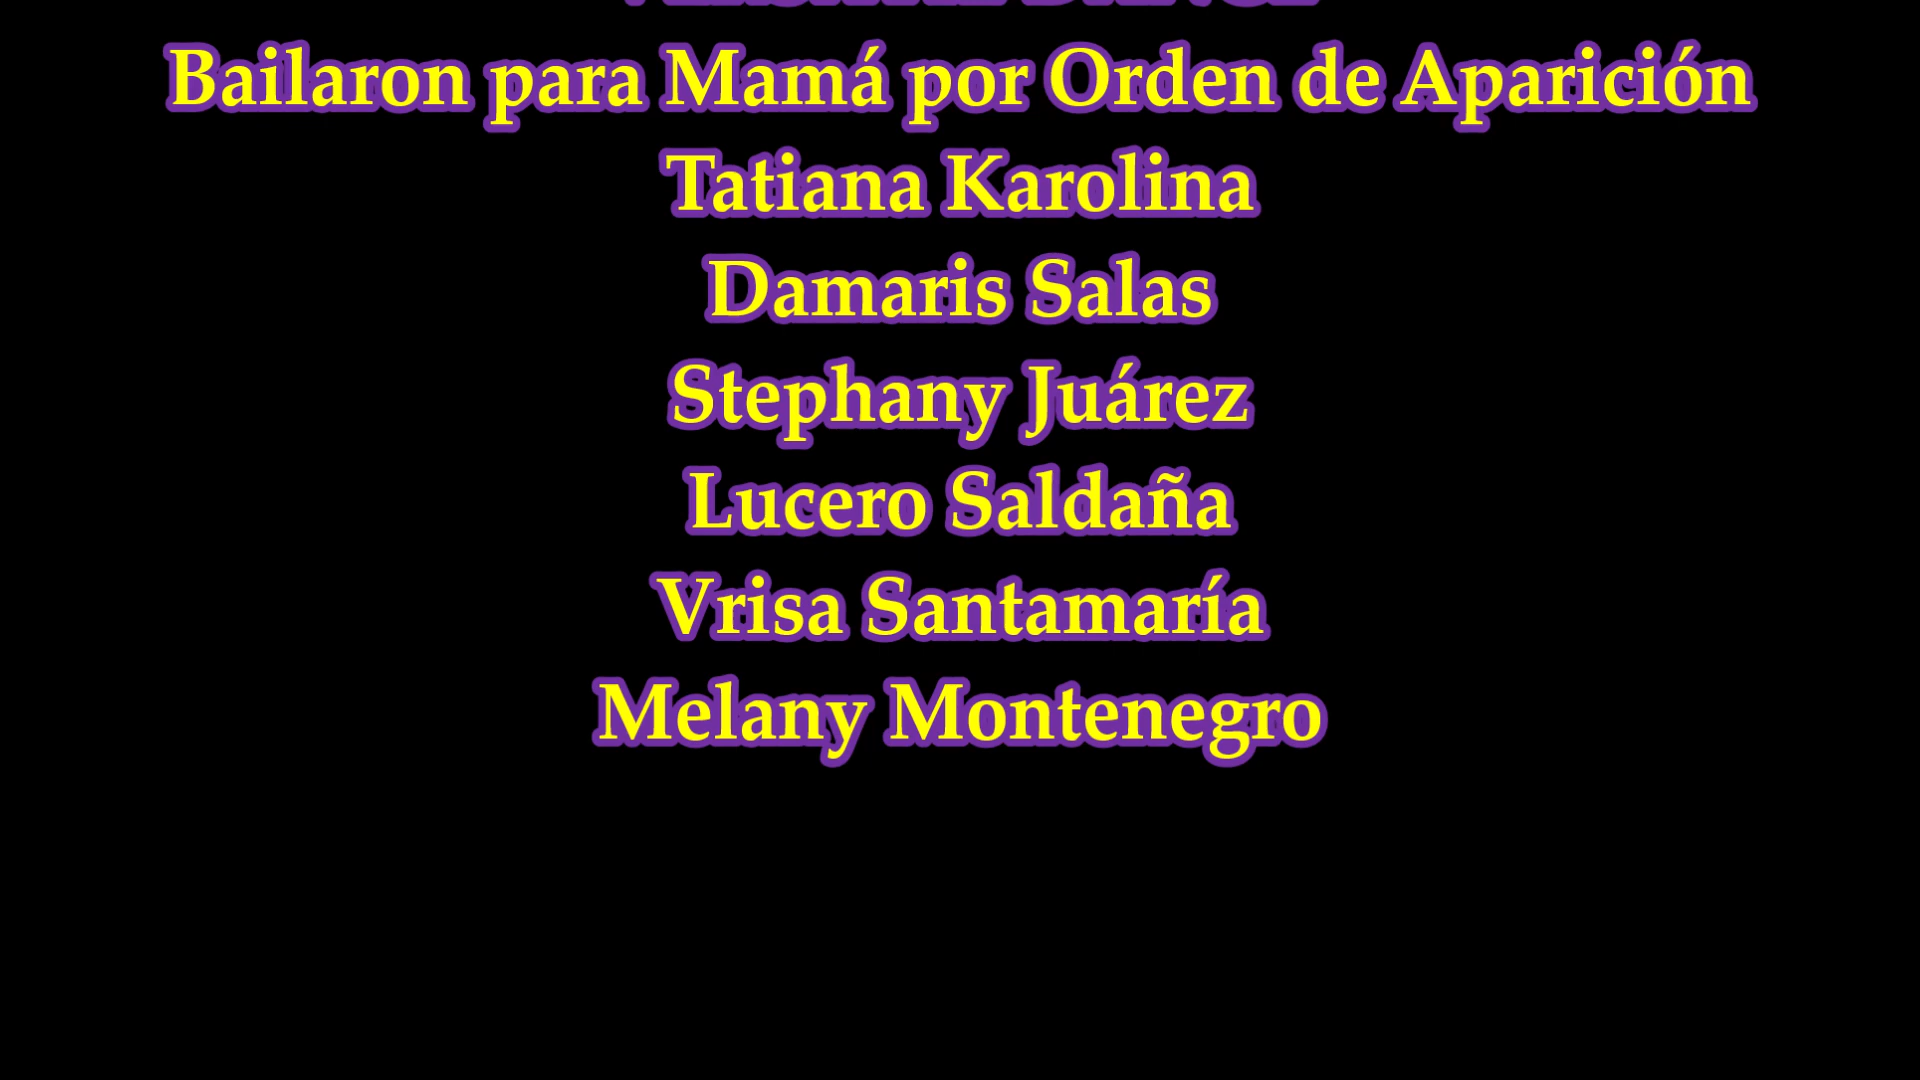 Bailaron para Mamá por Orden de Aparición
Tatiana Karolina
Damaris Salas
Stephany Juárez
Lucero Saldaña
Vrisa Santamaría
Melany Montenegro